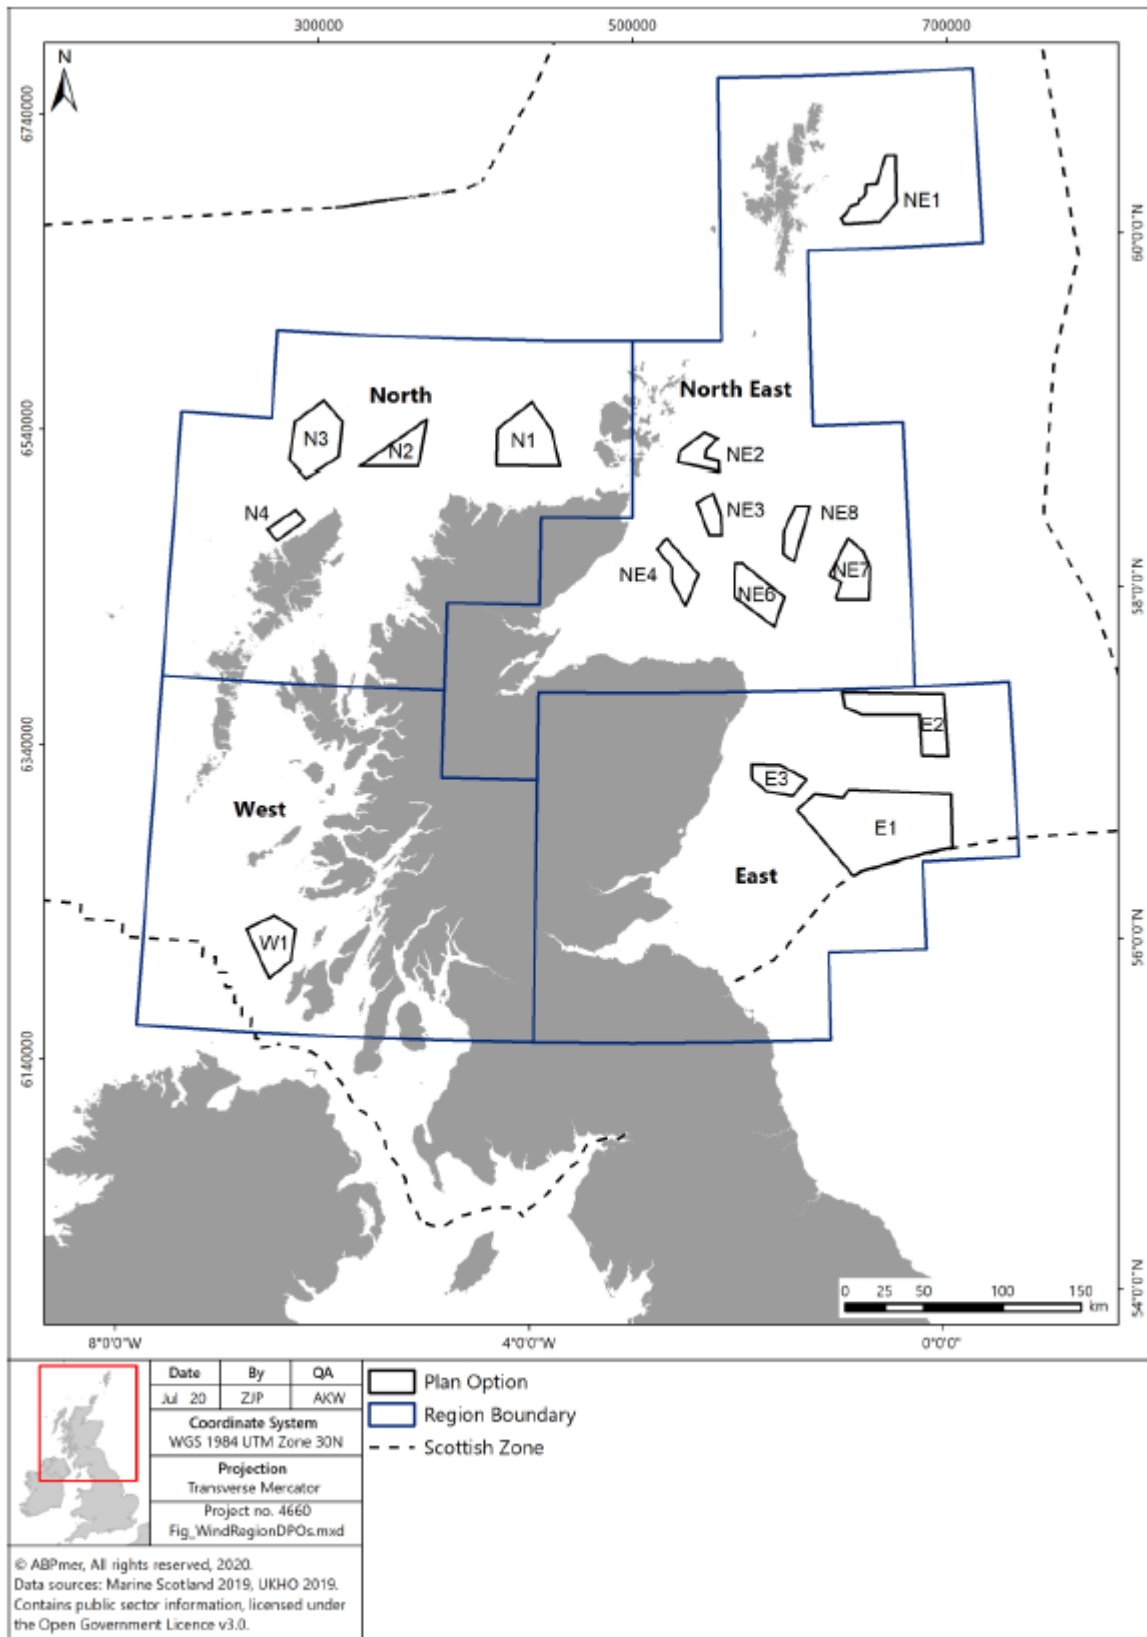 300000 500000 700000
N
6740000
NE1
60°0'0"N
North
North East
6540000
N3
N2
N1
NE2
N4
NE3
NE8
NE4
NE6
NE7
58°0'0"N
6340000
E2
E3
West
E1
East
W1
56°0'0"N
6140000
0 25 50 100 150
km
54°0'0"N
8°0'0"W 4°0'0"W 0°0'0"
Date By QA
Jul 20 ZJP AKW
Coordinate System
WGS 1984 UTM Zone 30N
Projection
Transverse Mercator
Project no. 4660
Fig_WindRegionDPOs.mxd
Plan Option
Region Boundary
Scottish Zone
© ABPmer, All rights reserved, 2020.
Data sources: Marine Scotland 2019, UKHO 2019.
Contains public sector information, licensed under
the Open Government Licence v3.0.